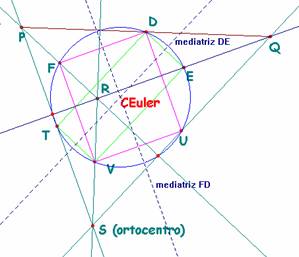 P
D
mediatriz DE
Q
F
E
R
CEuler
T
U
V
mediatriz FD
S (ortocentro)